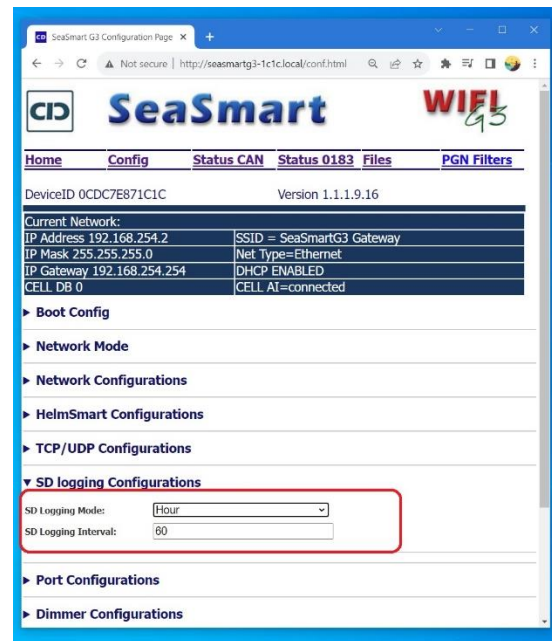 SeaSmart G3 Configuration Page
Not secure | http://seasmartg3-1c1c.local/conf.html
CD SeaSmart WIFI G3
Home Config Status CAN Status 0183 Files PGN Filters
DeviceID 0CDC7E871C1C Version 1.1.1.9.16
Current Network:
IP Address 192.168.254.2 SSID = SeaSmartG3 Gateway
IP Mask 255.255.255.0 Net Type=Ethernet
IP Gateway 192.168.254.254 DHCP ENABLED
CELL DB 0 CELL AI=connected
Boot Config
Network Mode
Network Configurations
HelmSmart Configurations
TCP/UDP Configurations
SD logging Configurations
SD Logging Mode: Hour
SD Logging Interval: 60
Port Configurations
Dimmer Configurations